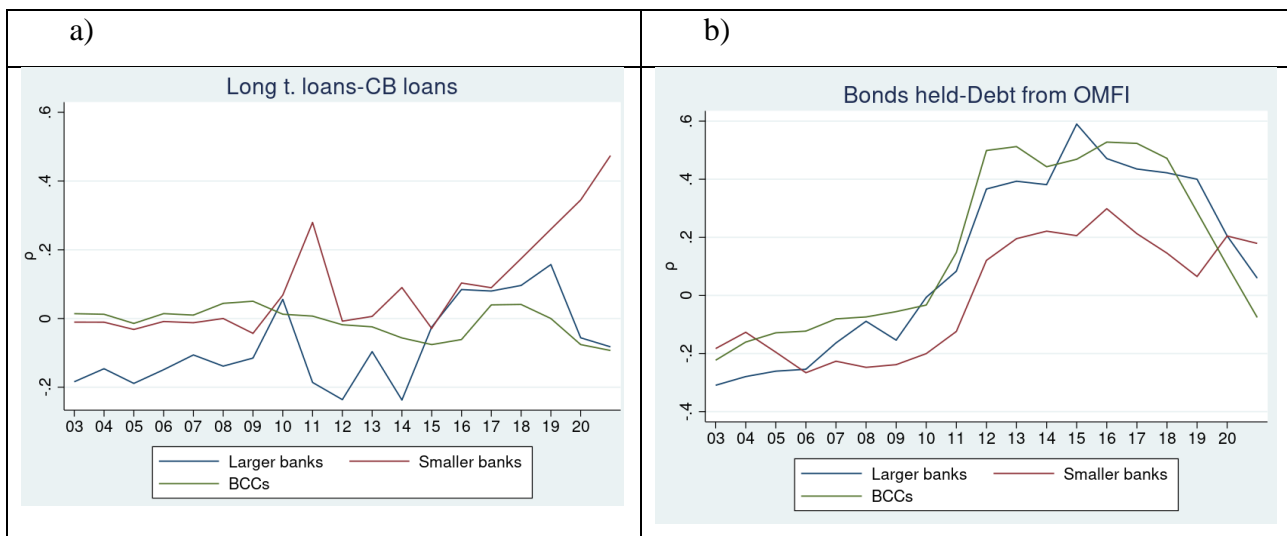 a)
b)
Long t. loans-CB loans
.6
.4
.2
0
-.2
ρ
03 04 05 06 07 08 09 10 11 12 13 14 15 16 17 18 19 20
Larger banks Smaller banks
BCCs
Bonds held-Debt from OMFI
.6
.4
.2
0
-.2
-.4
ρ
03 04 05 06 07 08 09 10 11 12 13 14 15 16 17 18 19 20
Larger banks Smaller banks
BCCs